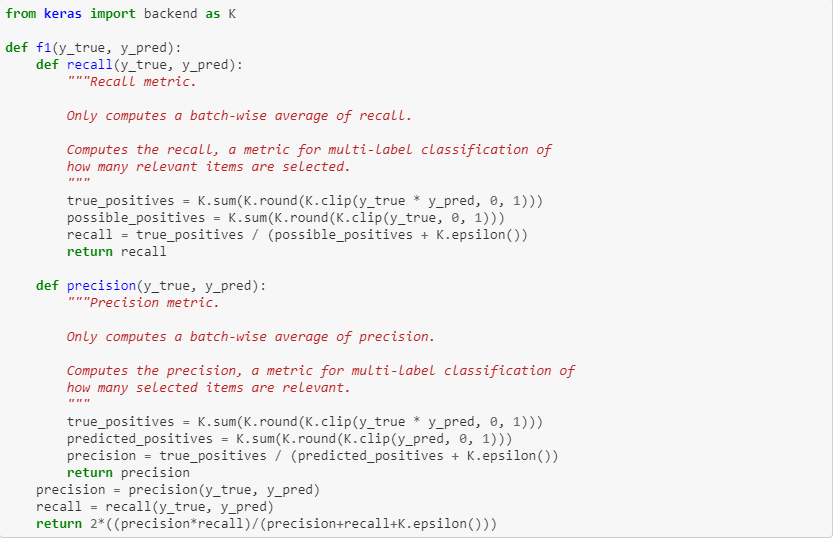 from keras import backend as K

def f1(y_true, y_pred):
    def recall(y_true, y_pred):
        """Recall metric.

        Only computes a batch-wise average of recall.

        Computes the recall, a metric for multi-label classification of
        how many relevant items are selected.
        """
        true_positives = K.sum(K.round(K.clip(y_true * y_pred, 0, 1)))
        possible_positives = K.sum(K.round(K.clip(y_true, 0, 1)))
        recall = true_positives / (possible_positives + K.epsilon())
        return recall

    def precision(y_true, y_pred):
        """Precision metric.

        Only computes a batch-wise average of precision.

        Computes the precision, a metric for multi-label classification of
        how many selected items are relevant.
        """
        true_positives = K.sum(K.round(K.clip(y_true * y_pred, 0, 1)))
        predicted_positives = K.sum(K.round(K.clip(y_pred, 0, 1)))
        precision = true_positives / (predicted_positives + K.epsilon())
        return precision
    precision = precision(y_true, y_pred)
    recall = recall(y_true, y_pred)
    return 2*((precision*recall)/(precision+recall+K.epsilon()))